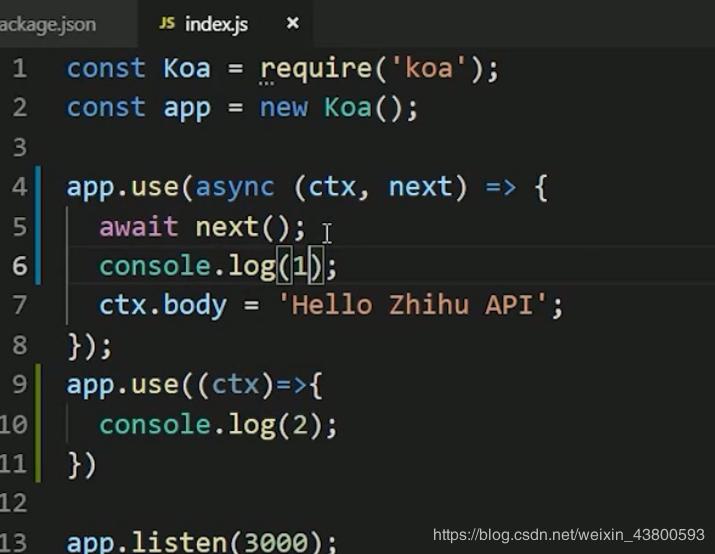 ackage.json JS index.js ×
1 const Koa = require('koa');
2 const app = new Koa();
3
4 app.use(async (ctx, next) => {
5 await next();
6 console.log(1);
7 ctx.body = 'Hello Zhihu API';
8 });
9 app.use((ctx)=>{
10 console.log(2);
11 })
12
13 app.listen(3000);
https://blog.csdn.net/weixin_43800593